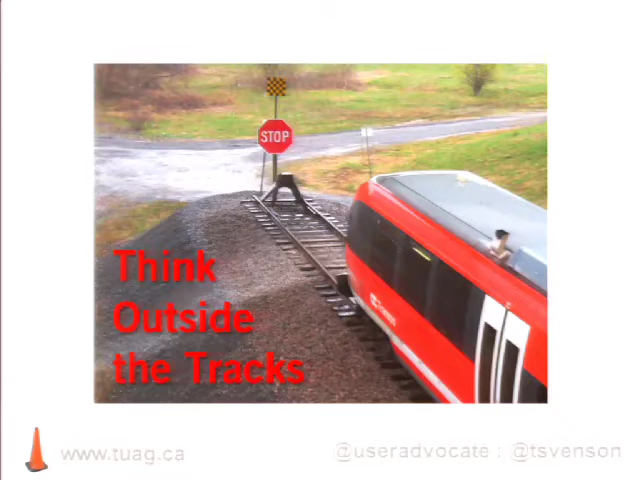 STOP
Think
Outside
the Tracks
www.tuag.ca
@useradvocate : @tsvenson